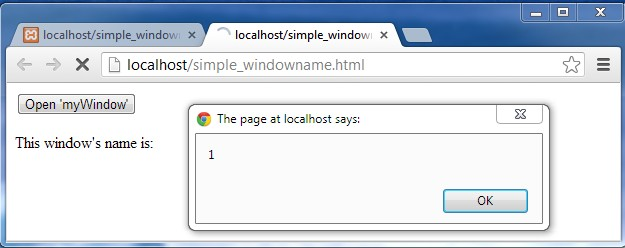 localhost/simple_window
localhost/simple_window
localhost/simple_windowname.html
Open 'myWindow'
This window's name is:
The page at localhost says:
1
OK